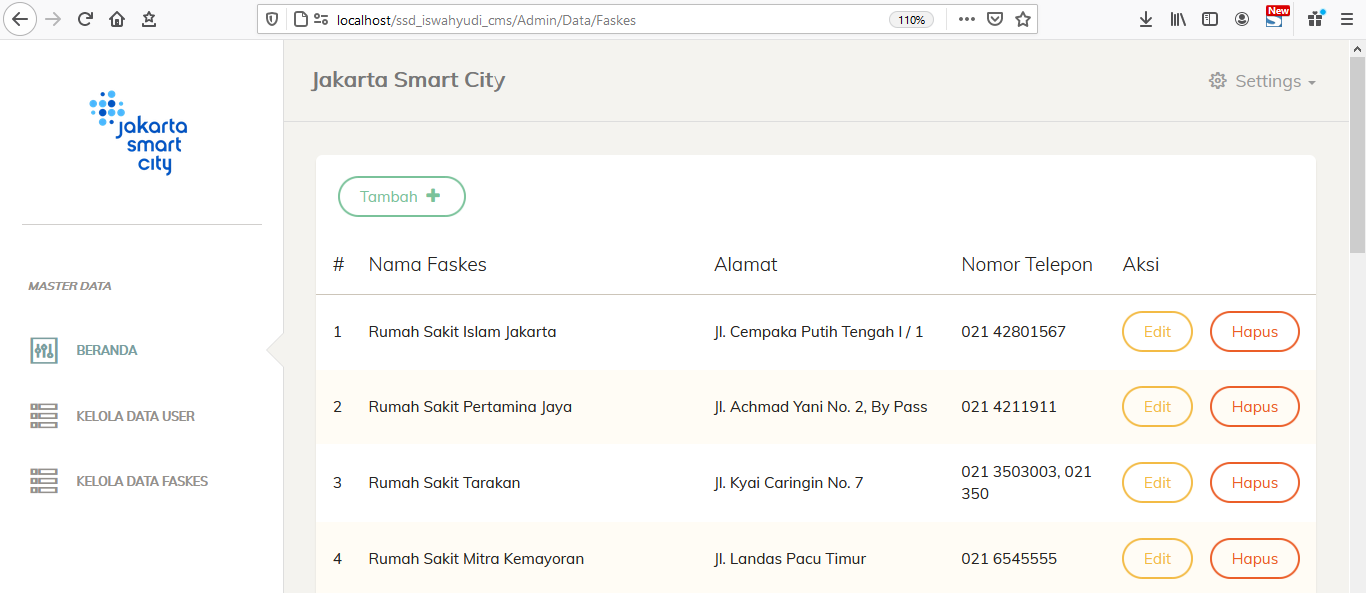 localhost/ssd_iswahyudi_cms/Admin/Data/Faskes
110%
New
jakarta
smart
city
Jakarta Smart City
Settings
MASTER DATA
BERANDA
KELOLA DATA USER
KELOLA DATA FASKES
Tambah
# Nama Faskes Alamat Nomor Telepon Aksi
1 Rumah Sakit Islam Jakarta Jl. Cempaka Putih Tengah I / 1 021 42801567 Edit Hapus
2 Rumah Sakit Pertamina Jaya Jl. Achmad Yani No. 2, By Pass 021 4211911 Edit Hapus
3 Rumah Sakit Tarakan Jl. Kyai Caringin No. 7 021 3503003, 021
350 Edit Hapus
4 Rumah Sakit Mitra Kemayoran Jl. Landas Pacu Timur 021 6545555 Edit Hapus